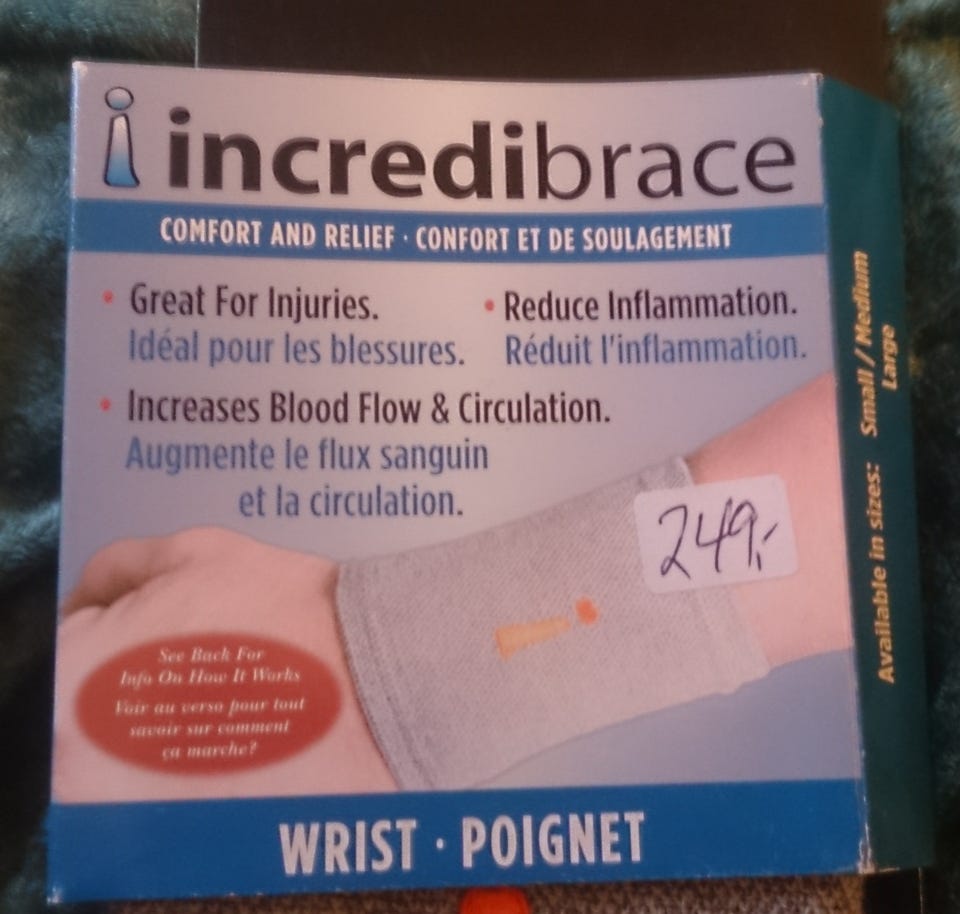 incredibrace
COMFORT AND RELIEF · CONFORT ET DE SOULAGEMENT
• Great For Injuries.
Idéal pour les blessures.
• Reduce Inflammation.
Réduit l'inflammation.
• Increases Blood Flow & Circulation.
Augmente le flux sanguin
et la circulation.
249,-
See Back For
Info On How It Works
Voir au verso pour tout
savoir sur comment
ça marche?
WRIST · POIGNET
Available in sizes: Small / Medium
Large